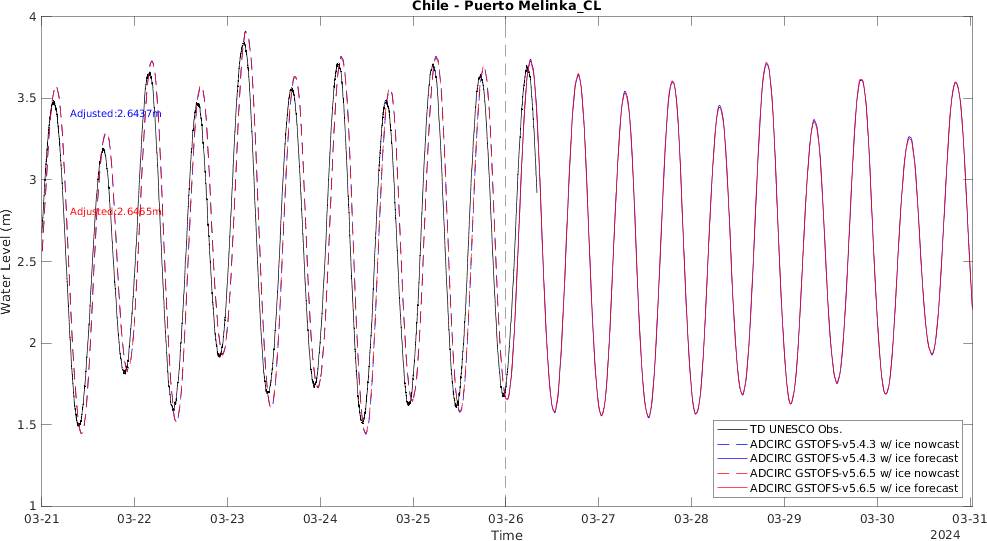 Chile - Puerto Melinka_CL
4
3.5
3
2.5
2
1.5
1
Water Level (m)
Adjusted:2.6437m
Adjusted:2.6465m
TD UNESCO Obs.
ADCIRC GSTOFS-v5.4.3 w/ ice nowcast
ADCIRC GSTOFS-v5.4.3 w/ ice forecast
ADCIRC GSTOFS-v5.6.5 w/ ice nowcast
ADCIRC GSTOFS-v5.6.5 w/ ice forecast
03-21 03-22 03-23 03-24 03-25 03-26 03-27 03-28 03-29 03-30 03-31
Time
2024